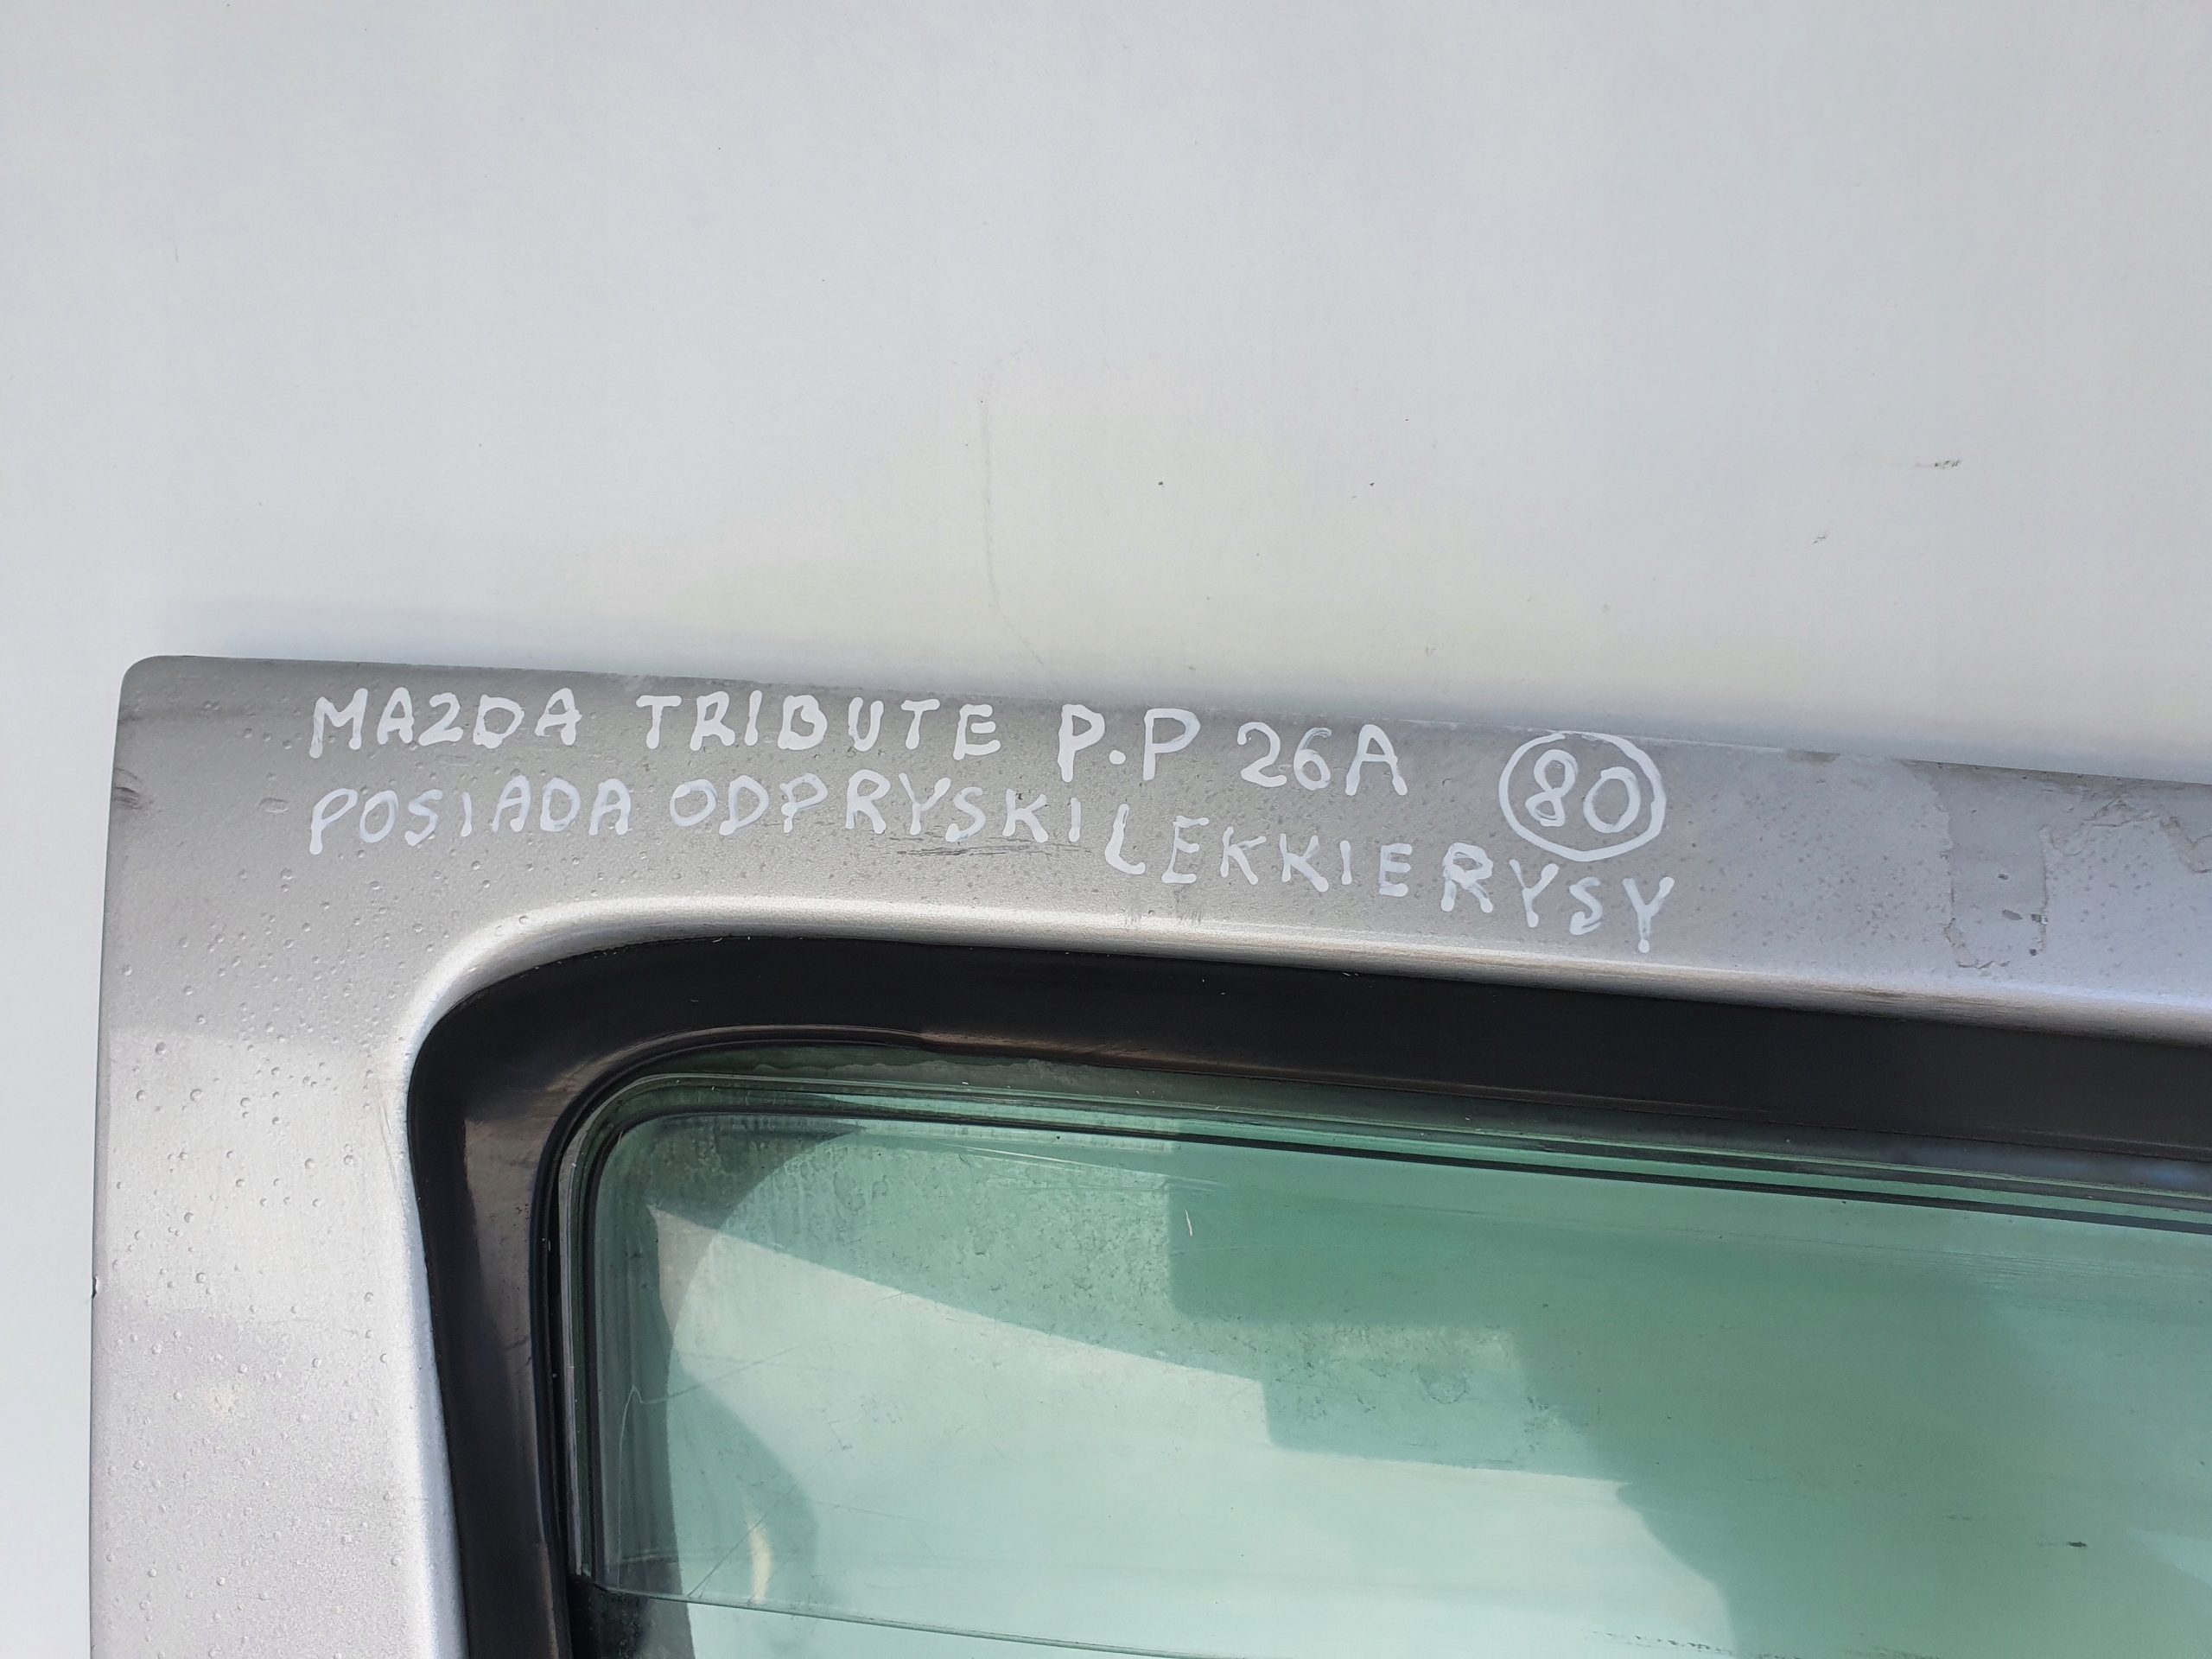 MAZDA TRIBUTE P.P 26A 80
POSIADA ODPRYSKI LEKKIE RYSY